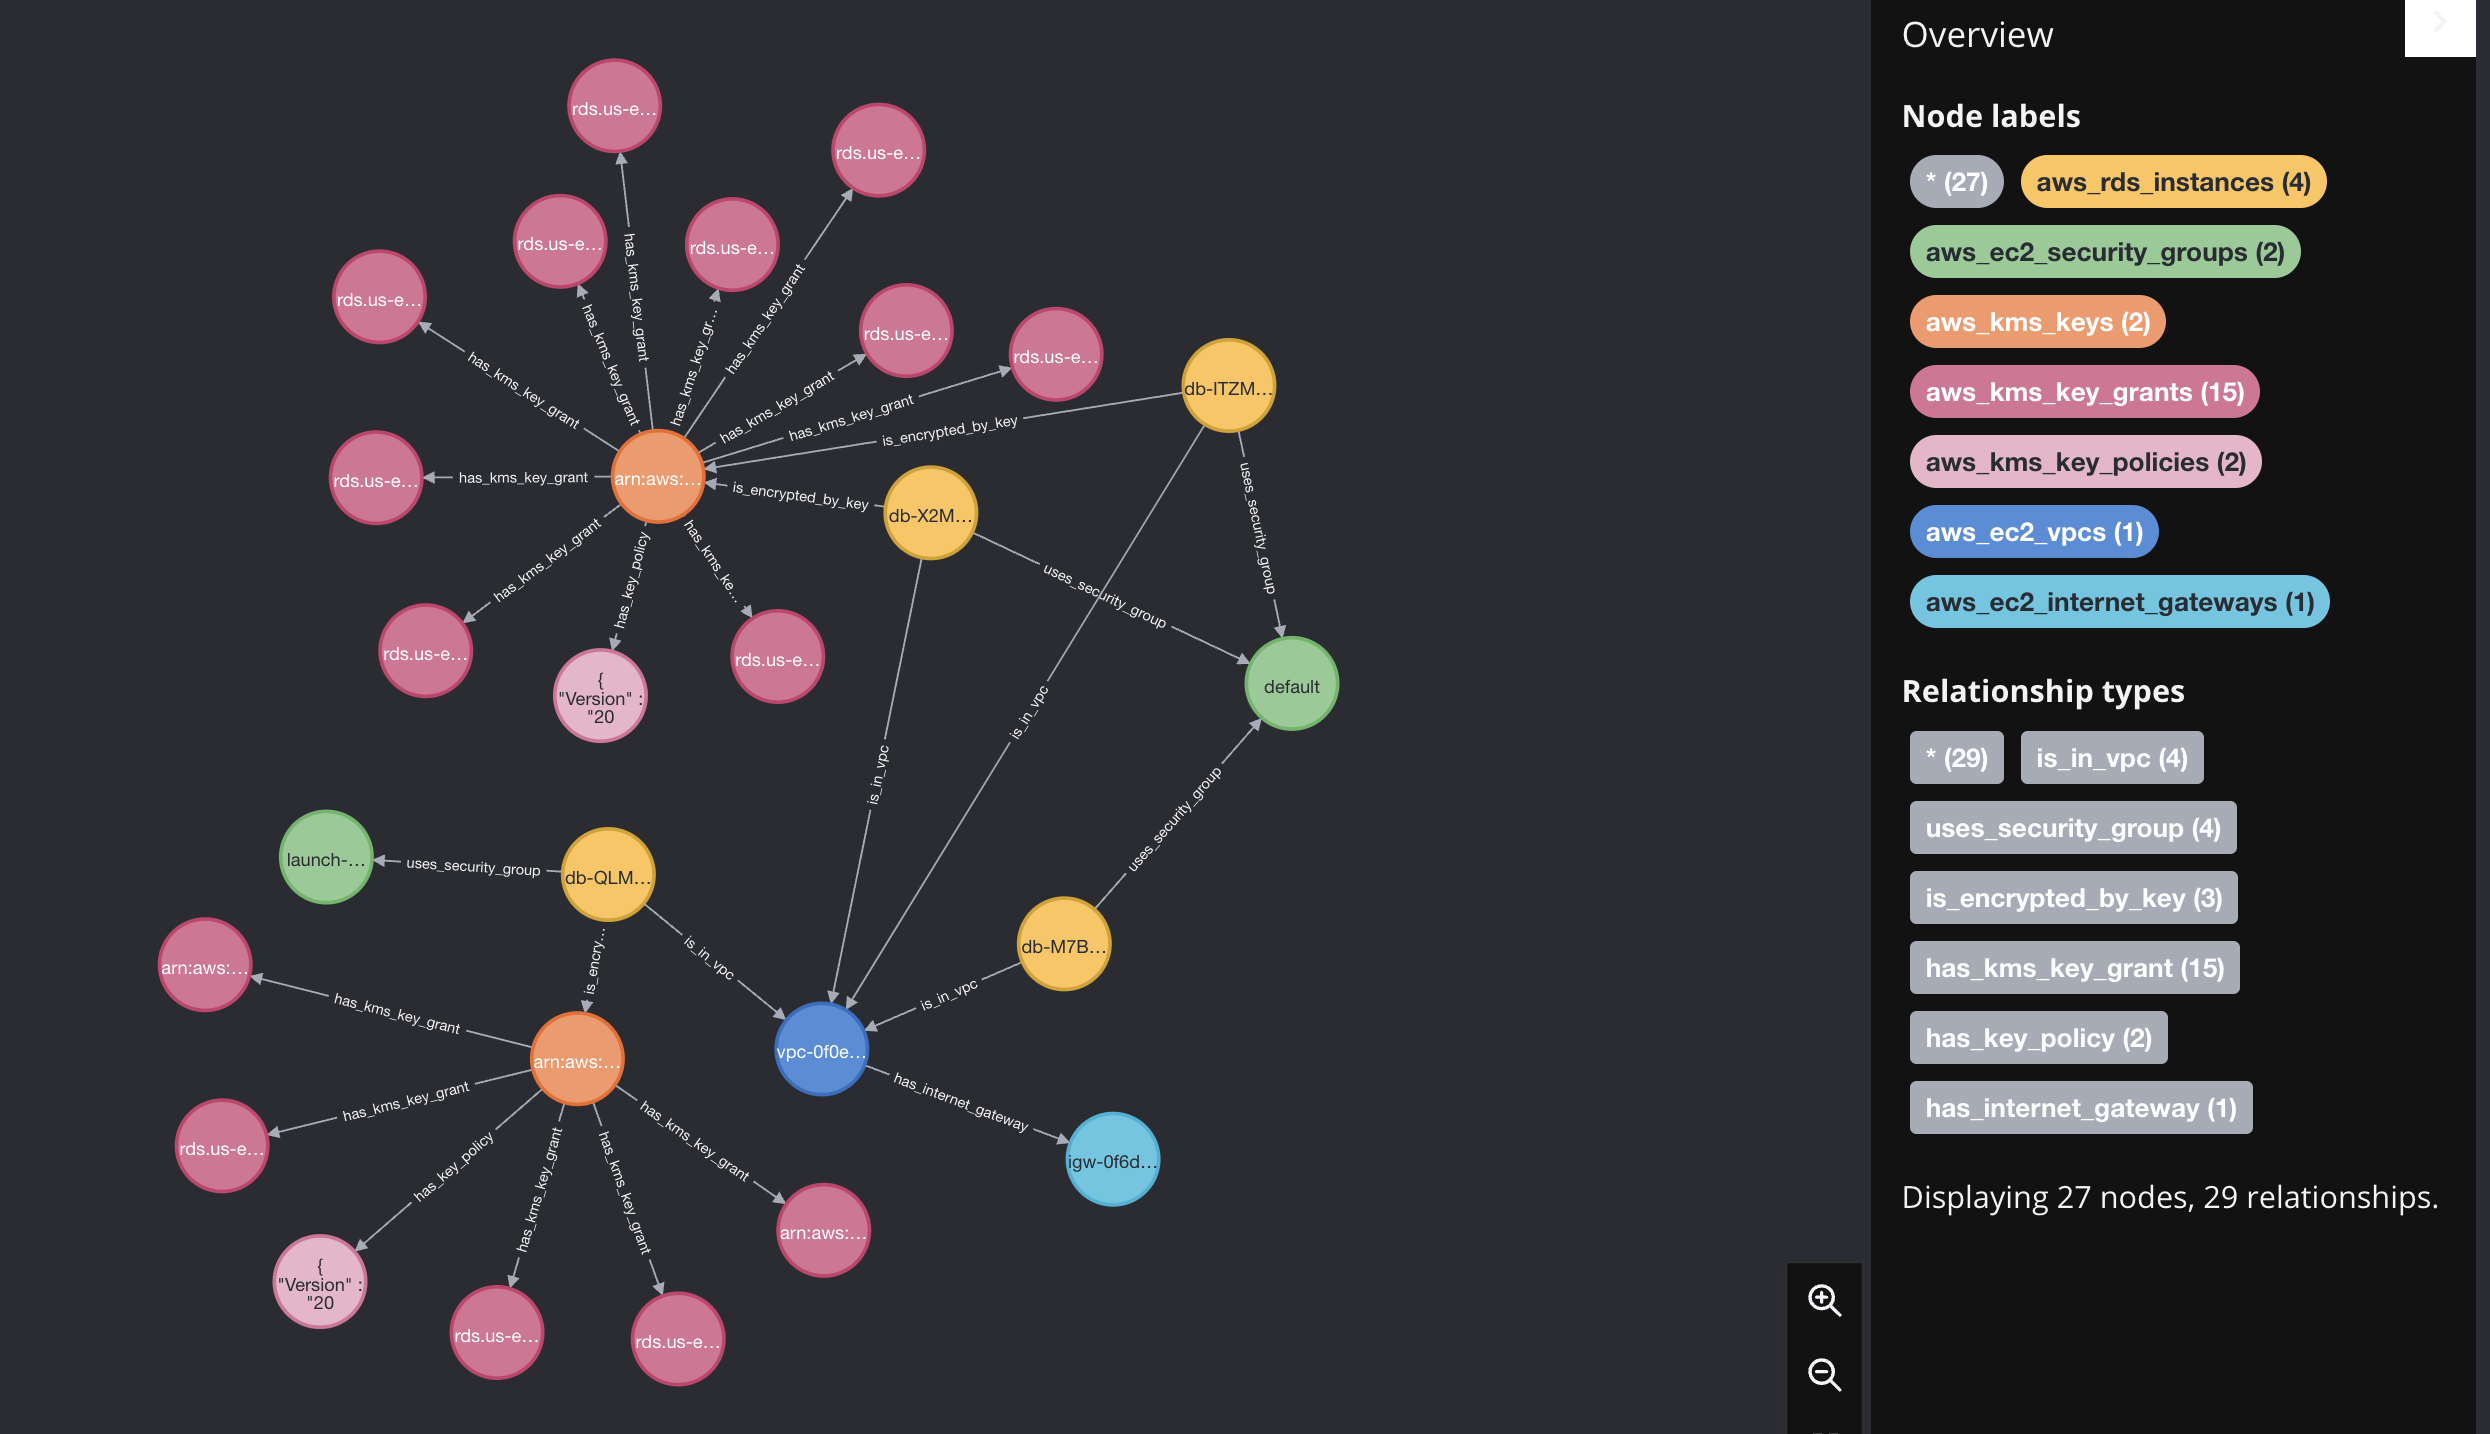 rds.us-e...
rds.us-e...
rds.us-e...
rds.us-e...
rds.us-e...
rds.us-e...
rds.us-e...
has_kms_key_grant
has_kms_key_grant
has_kms_key_grant
has_kms_key_gr...
has_kms_key_grant
has_kms_key_grant
has_kms_key_grant
is_encrypted_by_key
db-ITZM...
rds.us-e...
has_kms_key_grant
arn:aws:...
is_encrypted_by_key
db-X2M...
uses_security_group
uses_security_group
has_kms_key_grant
has_key_policy
has_kms_ke...
rds.us-e...
{
"Version" :
"20
rds.us-e...
is_in_vpc
is_in_vpc
default
launch-...
uses_security_group
db-QLM...
uses_security_group
arn:aws:...
has_kms_key_grant
is_encry...
is_in_vpc
db-M7B...
is_in_vpc
arn:aws:...
vpc-0f0e...
has_kms_key_grant
has_internet_gateway
rds.us-e...
has_key_policy
has_kms_key_grant
has_kms_key_grant
has_kms_key_grant
igw-0f6d...
arn:aws:...
{
"Version" :
"20
rds.us-e...
rds.us-e...
Overview
Node labels
* (27) aws_rds_instances (4)
aws_ec2_security_groups (2)
aws_kms_keys (2)
aws_kms_key_grants (15)
aws_kms_key_policies (2)
aws_ec2_vpcs (1)
aws_ec2_internet_gateways (1)
Relationship types
* (29) is_in_vpc (4)
uses_security_group (4)
is_encrypted_by_key (3)
has_kms_key_grant (15)
has_key_policy (2)
has_internet_gateway (1)
Displaying 27 nodes, 29 relationships.